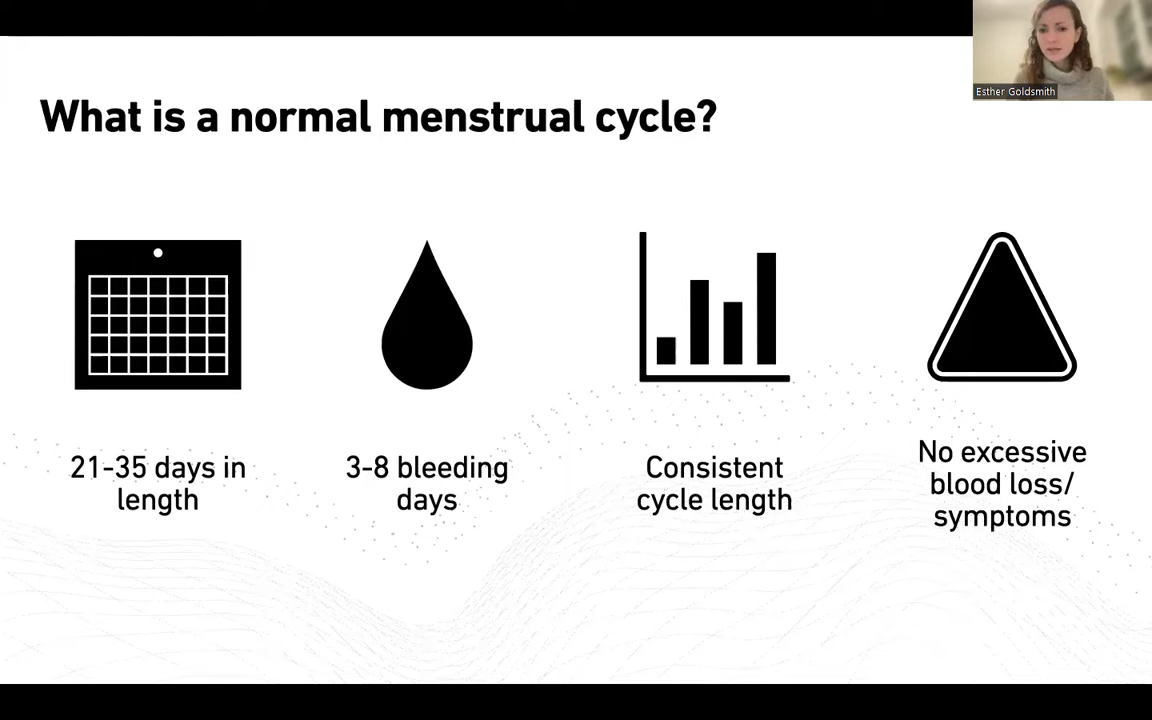 Esther Goldsmith
What is a normal menstrual cycle?
21-35 days in
length
3-8 bleeding
days
Consistent
cycle length
No excessive
blood loss/
symptoms